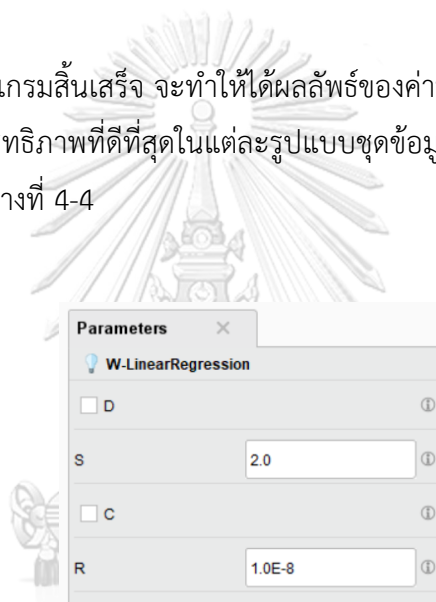 เกรมสิ้นเสร็จ จะทำให้ได้ผลลัพธ์ของค่า
ทธิภาพที่ดีที่สุดในแต่ละรูปแบบชุดข้อมู
างที่ 4-4
Parameters
W-LinearRegression
D
S 2.0
C
R 1.0E-8